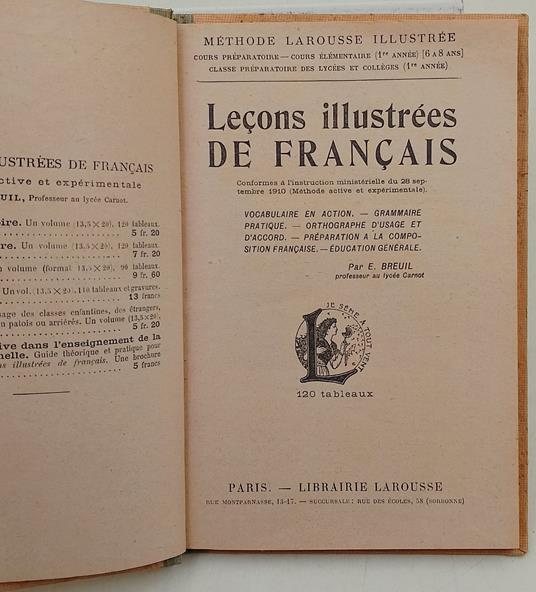 USTRÉES DE FRANÇAIS
ctive et expérimentale
UIL, Professeur au lycée Carnot.
oire. Un volume (13,5×20), 120 tableaux.
5 fr. 20
re. Un volume (13,5×20), 120 tableaux.
7 fr. 20
n volume (format 13,5×20), 90 tableaux.
9 fr. 60
Un vol. (13,5×20), 110 tableaux et gravures.
13 francs
sage des classes enfantines, des étrangers,
n patois ou arriérés. Un volume (13,5×20),
5 fr. 20
ive dans l'enseignement de la
nelle. Guide théorique et pratique pour
ns illustrées de français. Une brochure
5 francs
MÉTHODE LAROUSSE ILLUSTRÉE
COURS PRÉPARATOIRE — COURS ÉLÉMENTAIRE (1re ANNÉE) [6 A 8 ANS]
CLASSE PRÉPARATOIRE DES LYCÉES ET COLLÈGES (1re ANNÉE)
Leçons illustrées
DE FRANÇAIS
Conformes à l'instruction ministérielle du 28 sep-
tembre 1910 (Méthode active et expérimentale).
VOCABULAIRE EN ACTION. — GRAMMAIRE
PRATIQUE. — ORTHOGRAPHE D'USAGE ET
D'ACCORD. — PRÉPARATION A LA COMPO-
SITION FRANÇAISE. — ÉDUCATION GÉNÉRALE.
Par E. BREUIL
professeur au lycée Carnot
JE SÈME A TOUT VENT
L
120 tableaux
PARIS. — LIBRAIRIE LAROUSSE
RUE MONTPARNASSE, 13-17. — SUCCURSALE : RUE DES ÉCOLES, 58 (SORBONNE)